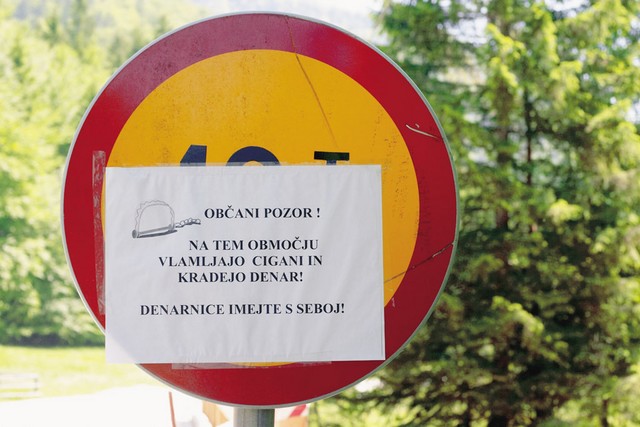 OBČANI POZOR !
NA TEM OBMOČJU
VLAMLJAJO CIGANI IN
KRADEJO DENAR!
DENARNICE IMEJTE S SEBOJ!